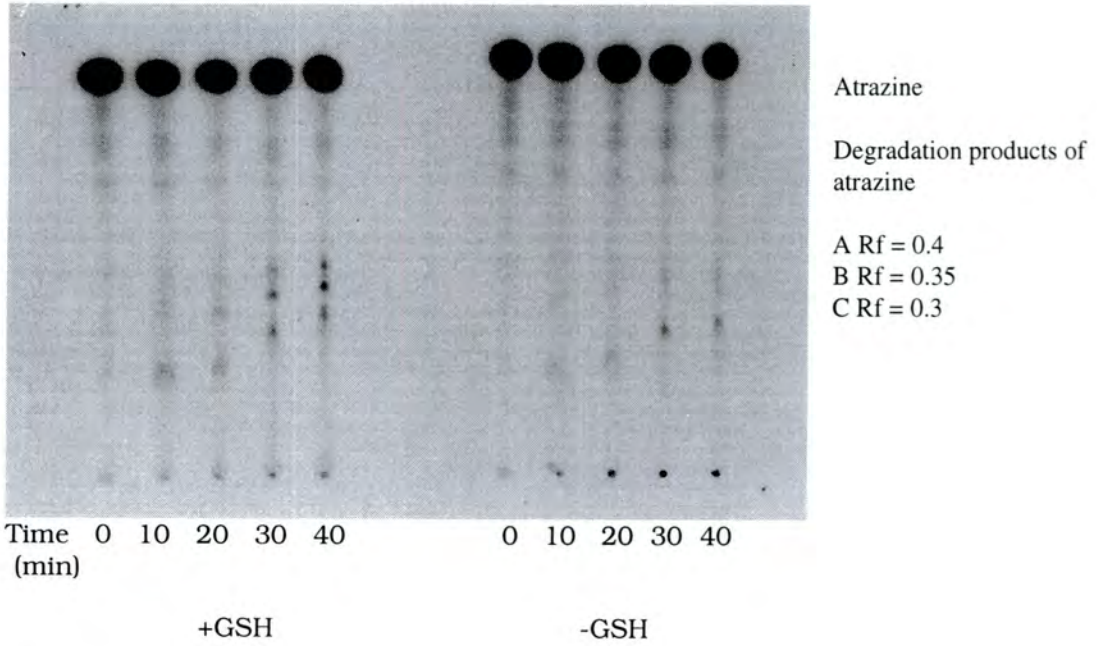 Atrazine
Degradation products of
atrazine
A Rf = 0.4
B Rf = 0.35
C Rf = 0.3
Time 0 10 20 30 40 0 10 20 30 40
(min)
+GSH -GSH